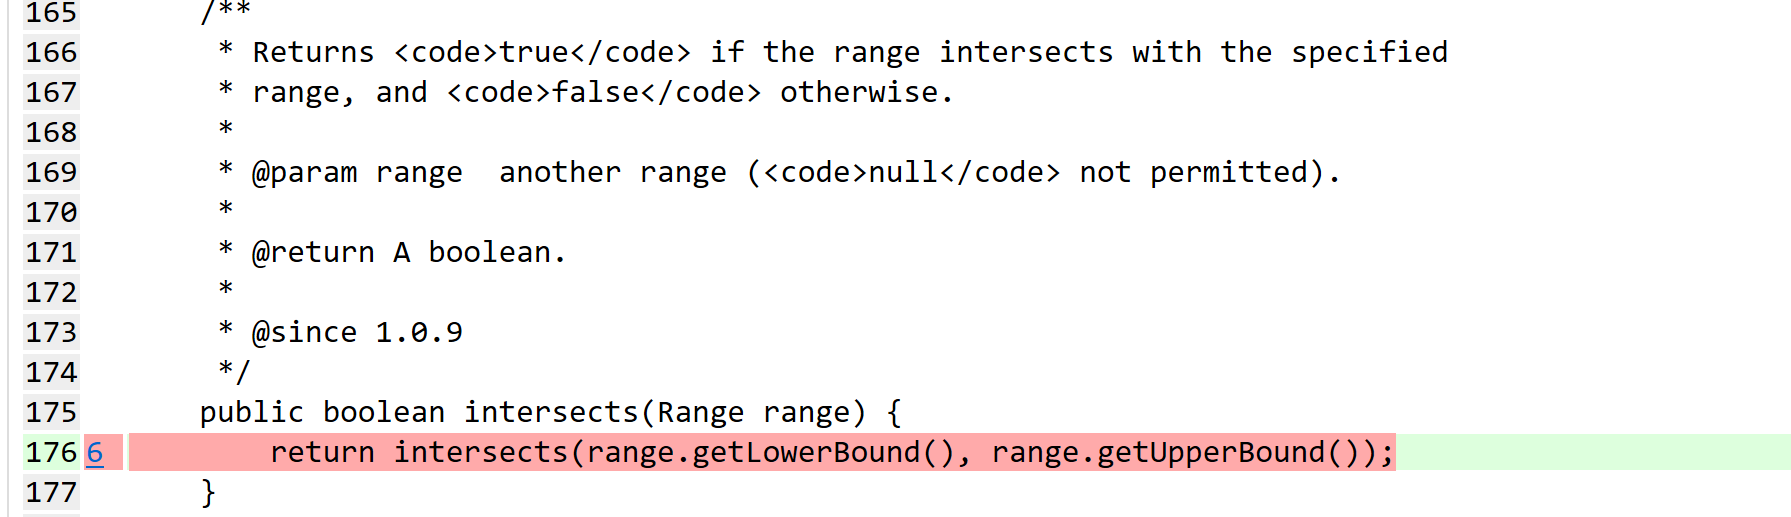 165 /**
166 * Returns <code>true</code> if the range intersects with the specified
167 * range, and <code>false</code> otherwise.
168 *
169 * @param range  another range (<code>null</code> not permitted).
170 *
171 * @return A boolean.
172 *
173 * @since 1.0.9
174 */
175 public boolean intersects(Range range) {
176 6 return intersects(range.getLowerBound(), range.getUpperBound());
177 }